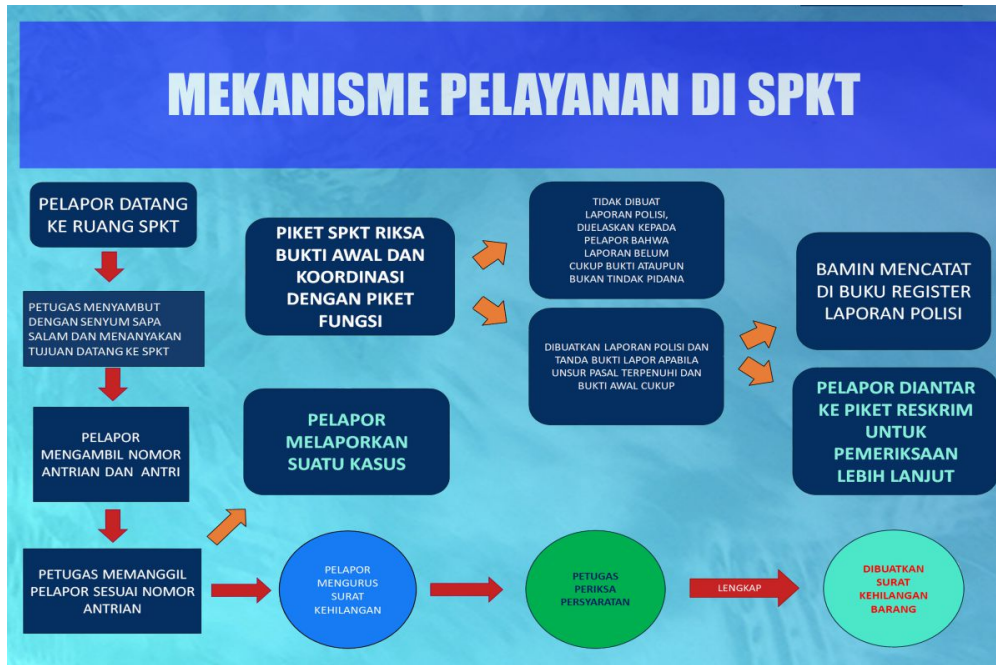 MEKANISME PELAYANAN DI SPKT
PELAPOR DATANG
KE RUANG SPKT
PETUGAS MENYAMBUT
DENGAN SENYUM SAPA
SALAM DAN MENANYAKAN
TUJUAN DATANG KE SPKT
PELAPOR
MENGAMBIL NOMOR
ANTRIAN DAN ANTRI
PETUGAS MEMANGGIL
PELAPOR SESUAI NOMOR
ANTRIAN
PELAPOR
MELAPORKAN
SUATU KASUS
PIKET SPKT RIKSA
BUKTI AWAL DAN
KOORDINASI
DENGAN PIKET
FUNGSI
TIDAK DIBUAT
LAPORAN POLISI,
DIJELASKAN KEPADA
PELAPOR BAHWA
LAPORAN BELUM
CUKUP BUKTI ATAUPUN
BUKAN TINDAK PIDANA
DIBUATKAN LAPORAN POLISI DAN
TANDA BUKTI LAPOR APABILA
UNSUR PASAL TERPENUHI DAN
BUKTI AWAL CUKUP
BAMIN MENCATAT
DI BUKU REGISTER
LAPORAN POLISI
PELAPOR DIANTAR
KE PIKET RESKRIM
UNTUK
PEMERIKSAAN
LEBIH LANJUT
PELAPOR
MENGURUS
SURAT
KEHILANGAN
PETUGAS
PERIKSA
PERSYARATAN
LENGKAP
DIBUATKAN
SURAT
KEHILANGAN
BARANG